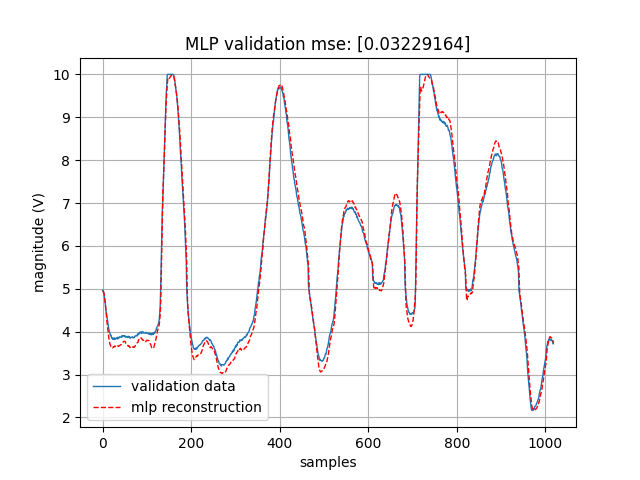 MLP validation mse: [0.03229164]
10
9
8
7
6
5
4
3
2
magnitude (V)
validation data
mlp reconstruction
0 200 400 600 800 1000
samples